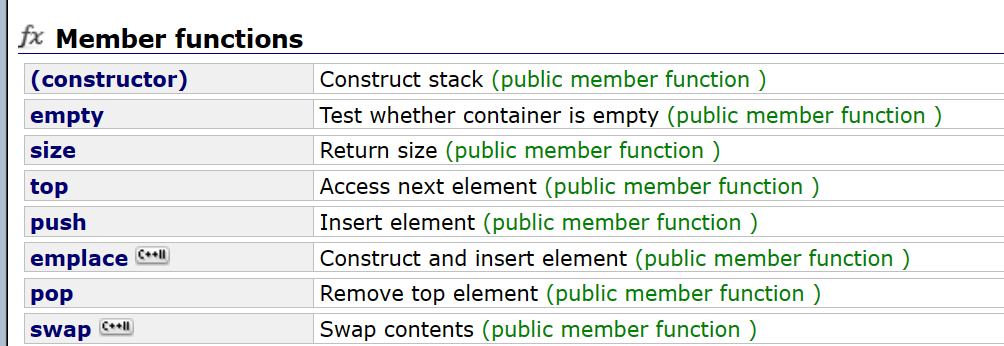 fx Member functions
(constructor) Construct stack (public member function )
empty Test whether container is empty (public member function )
size Return size (public member function )
top Access next element (public member function )
push Insert element (public member function )
emplace C++11 Construct and insert element (public member function )
pop Remove top element (public member function )
swap C++11 Swap contents (public member function )